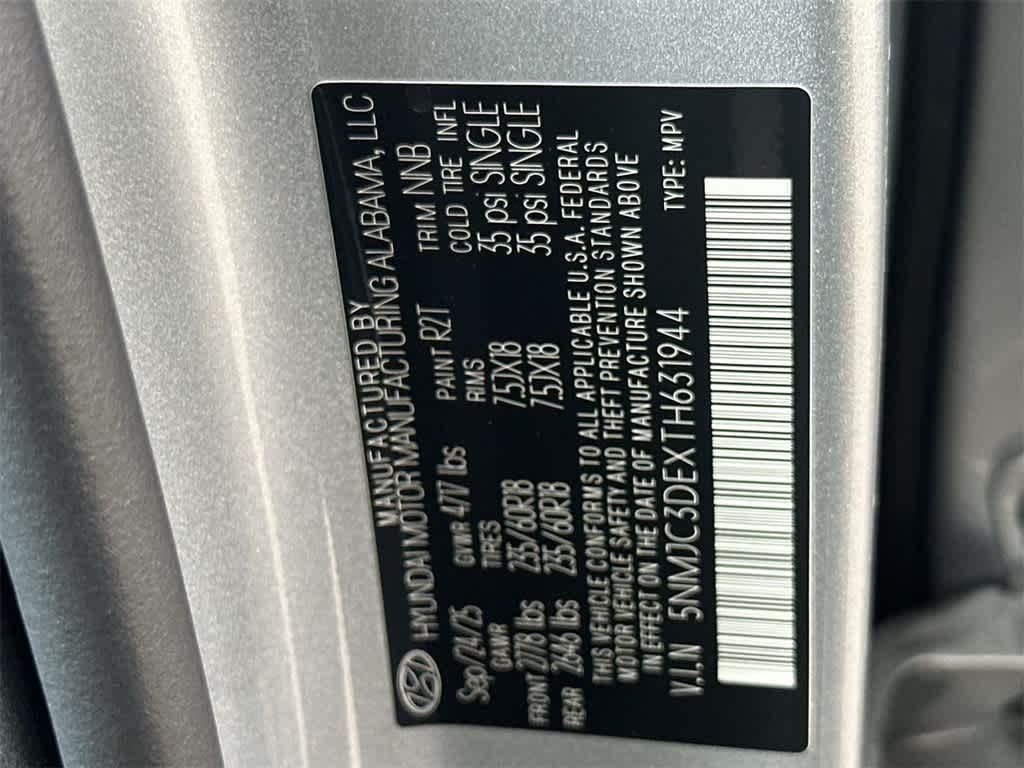 MANUFACTURED BY
HYUNDAI MOTOR MANUFACTURING ALABAMA, LLC
Sep/24/25 GVWR 4717 lbs PAINT R2T TRIM NNB
GAWR TIRES RIMS COLD TIRE INFL
FRONT 2778 lbs 235/60R18 7.5JX18 35 psi SINGLE
REAR 2646 lbs 235/60R18 7.5JX18 35 psi SINGLE
THIS VEHICLE CONFORMS TO ALL APPLICABLE U.S.A. FEDERAL
MOTOR VEHICLE SAFETY AND THEFT PREVENTION STANDARDS
IN EFFECT ON THE DATE OF MANUFACTURE SHOWN ABOVE
V.I.N 5NMJC3DEXTH631944 TYPE: MPV